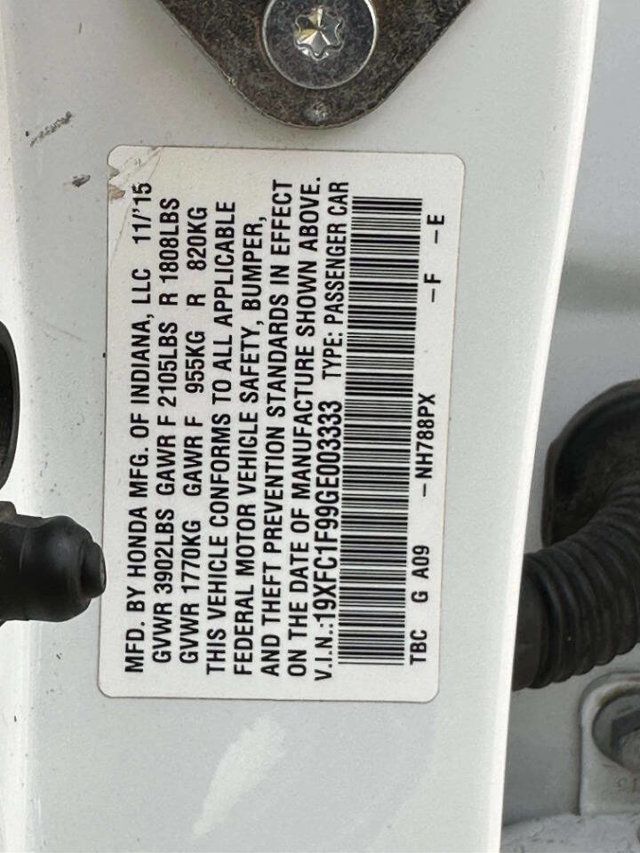 MFD. BY HONDA MFG. OF INDIANA, LLC 11/'15
GVWR 3902LBS GAWR F 2105LBS R 1808LBS
GVWR 1770KG GAWR F 955KG R 820KG
THIS VEHICLE CONFORMS TO ALL APPLICABLE
FEDERAL MOTOR VEHICLE SAFETY, BUMPER,
AND THEFT PREVENTION STANDARDS IN EFFECT
ON THE DATE OF MANUFACTURE SHOWN ABOVE.
V.I.N.:19XFC1F99GE003333 TYPE: PASSENGER CAR
TBC G A09 -NH788PX -F -E